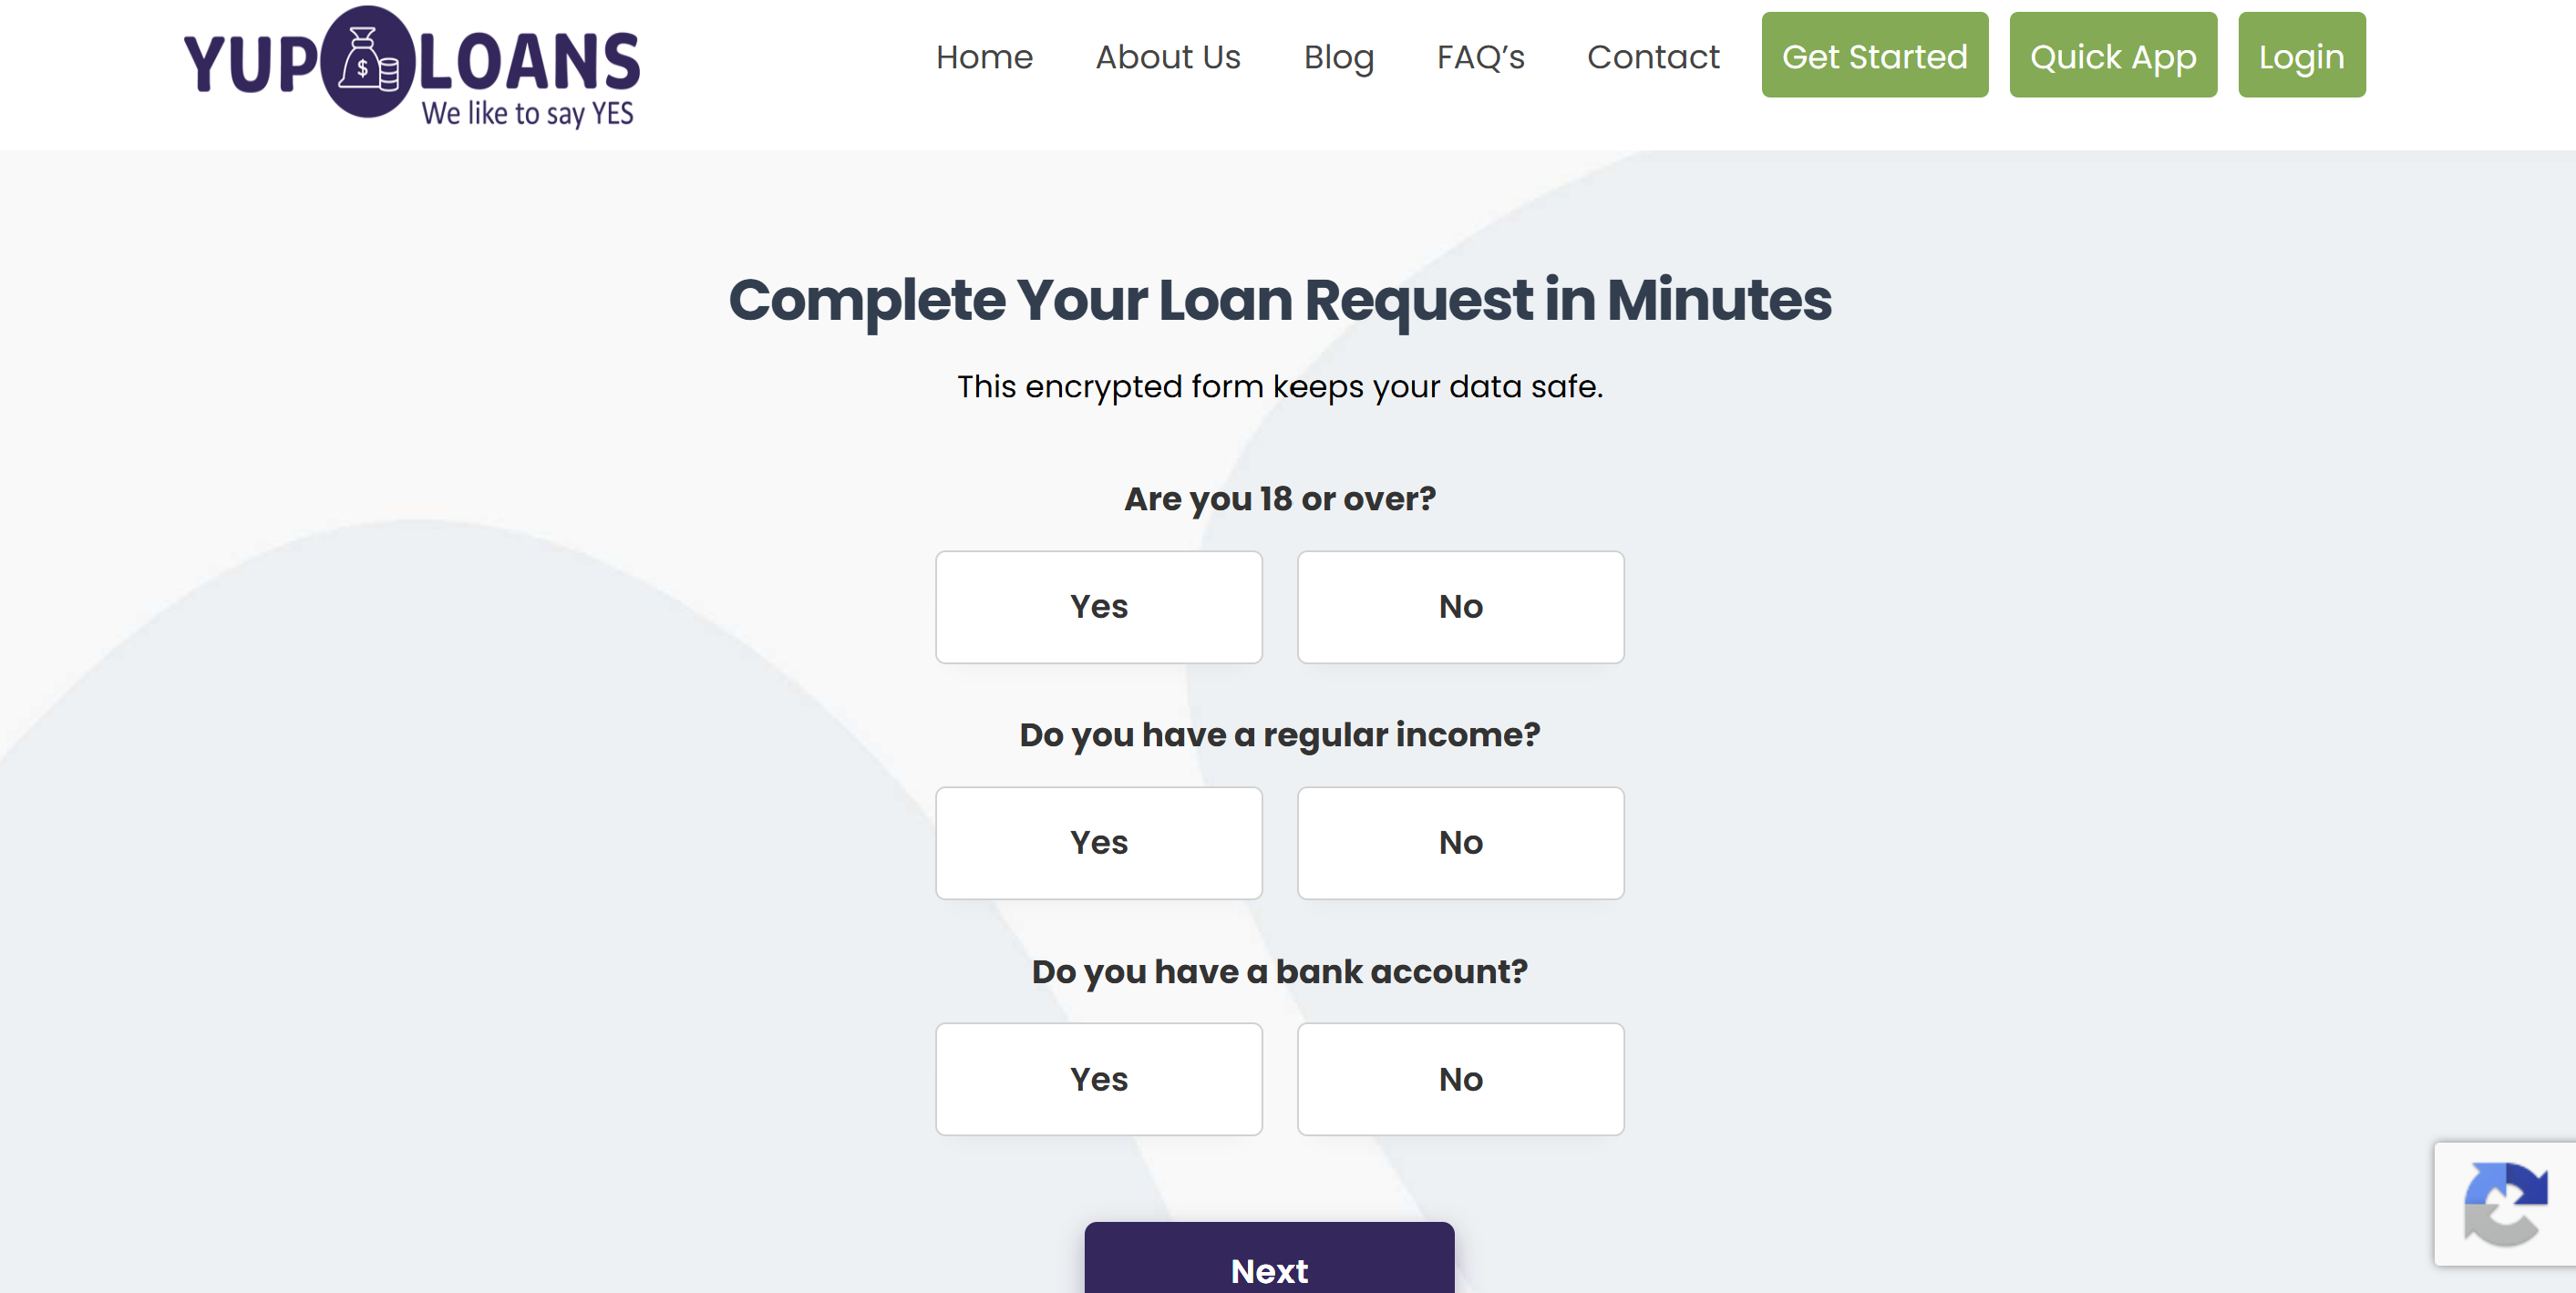 YUP $ LOANS
We like to say YES
Home About Us Blog FAQ’s Contact Get Started Quick App Login
Complete Your Loan Request in Minutes
This encrypted form keeps your data safe.
Are you 18 or over?
Yes No
Do you have a regular income?
Yes No
Do you have a bank account?
Yes No
Next